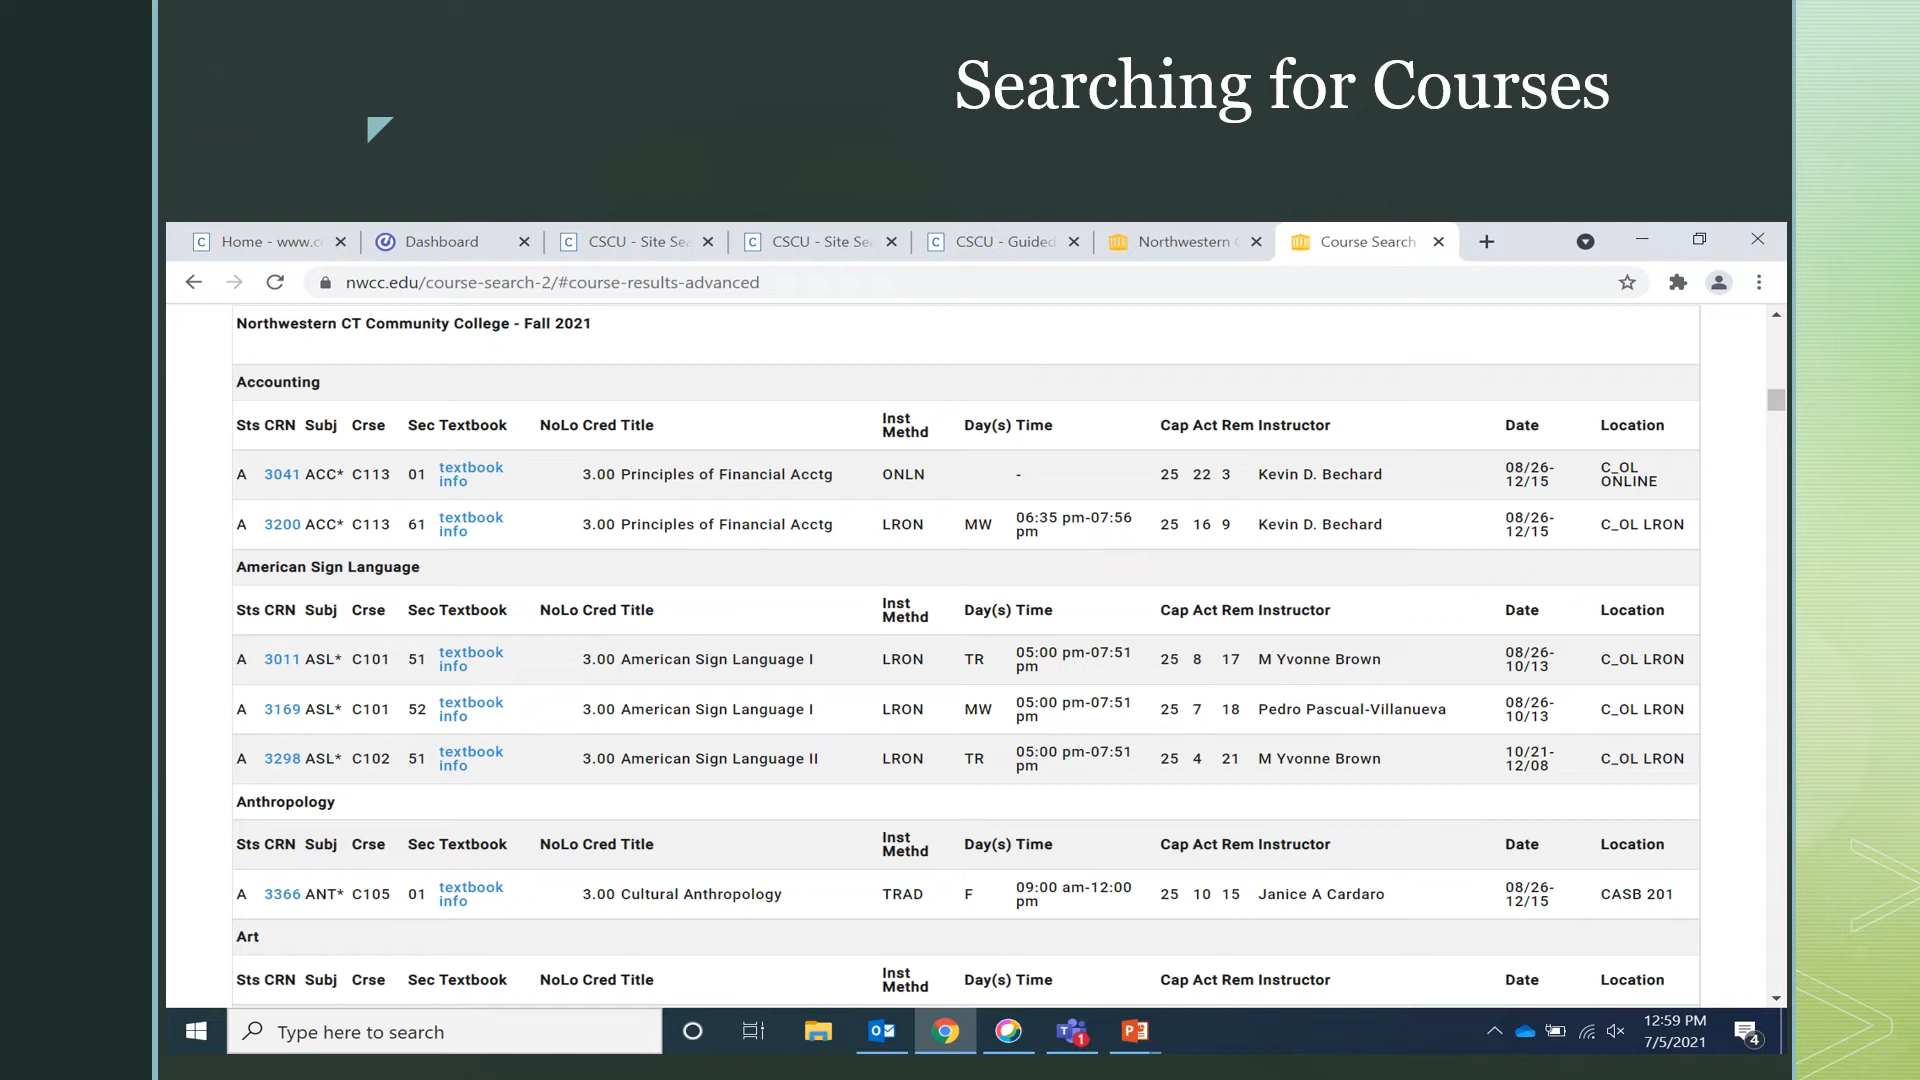 Searching for Courses
Home - www.c
Dashboard
CSCU - Site Sea
CSCU - Site Sea
CSCU - Guided
Northwestern C
Course Search
nwcc.edu/course-search-2/#course-results-advanced
Northwestern CT Community College - Fall 2021
Accounting
Sts CRN Subj Crse Sec Textbook NoLo Cred Title Inst Methd Day(s) Time Cap Act Rem Instructor Date Location
A 3041 ACC* C113 01 textbook info 3.00 Principles of Financial Acctg ONLN - 25 22 3 Kevin D. Bechard 08/26-12/15 C_OL ONLINE
A 3200 ACC* C113 61 textbook info 3.00 Principles of Financial Acctg LRON MW 06:35 pm-07:56 pm 25 16 9 Kevin D. Bechard 08/26-12/15 C_OL LRON
American Sign Language
Sts CRN Subj Crse Sec Textbook NoLo Cred Title Inst Methd Day(s) Time Cap Act Rem Instructor Date Location
A 3011 ASL* C101 51 textbook info 3.00 American Sign Language I LRON TR 05:00 pm-07:51 pm 25 8 17 M Yvonne Brown 08/26-10/13 C_OL LRON
A 3169 ASL* C101 52 textbook info 3.00 American Sign Language I LRON MW 05:00 pm-07:51 pm 25 7 18 Pedro Pascual-Villanueva 08/26-10/13 C_OL LRON
A 3298 ASL* C102 51 textbook info 3.00 American Sign Language II LRON TR 05:00 pm-07:51 pm 25 4 21 M Yvonne Brown 10/21-12/08 C_OL LRON
Anthropology
Sts CRN Subj Crse Sec Textbook NoLo Cred Title Inst Methd Day(s) Time Cap Act Rem Instructor Date Location
A 3366 ANT* C105 01 textbook info 3.00 Cultural Anthropology TRAD F 09:00 am-12:00 pm 25 10 15 Janice A Cardaro 08/26-12/15 CASB 201
Art
Sts CRN Subj Crse Sec Textbook NoLo Cred Title Inst Methd Day(s) Time Cap Act Rem Instructor Date Location
Type here to search
12:59 PM
7/5/2021
4